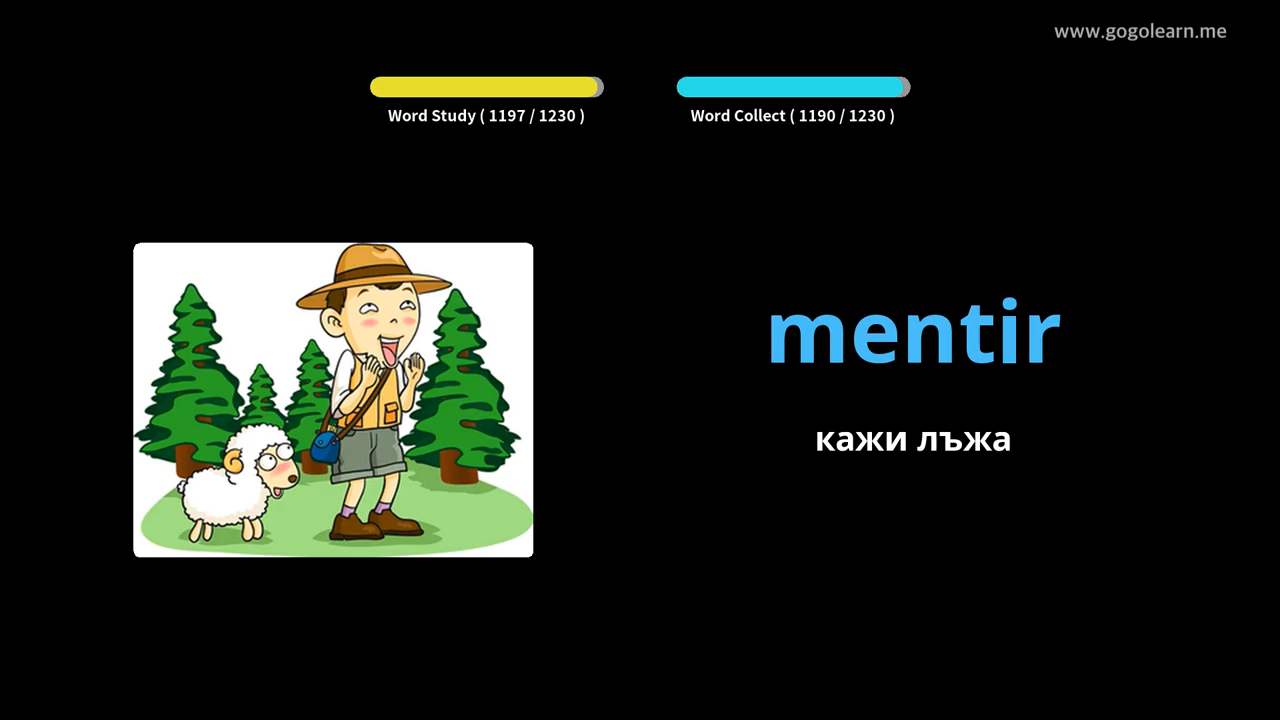 www.gogolearn.me
Word Study ( 1197 / 1230 )
Word Collect ( 1190 / 1230 )
mentir
кажи лъжа